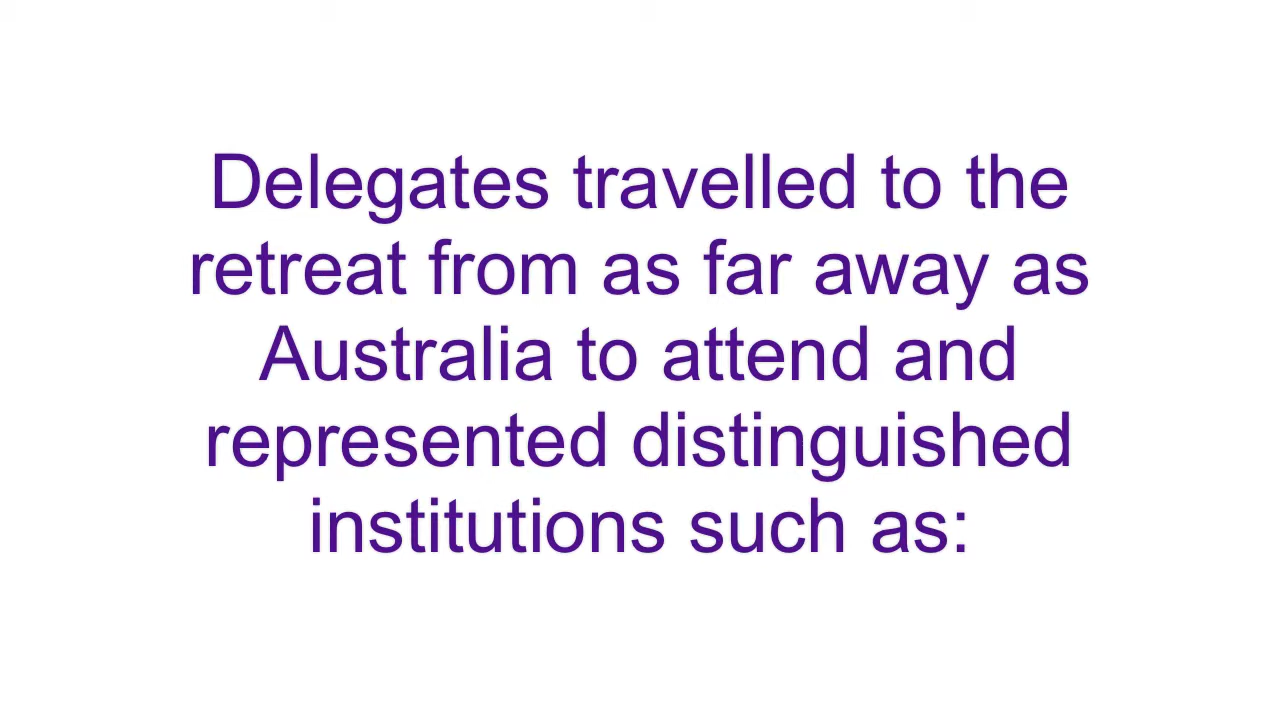 Delegates travelled to the
retreat from as far away as
Australia to attend and
represented distinguished
institutions such as: